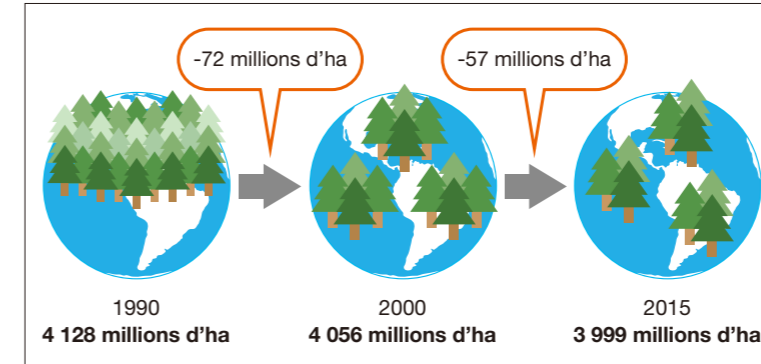 -72 millions d’ha
-57 millions d’ha
1990
4 128 millions d’ha
2000
4 056 millions d’ha
2015
3 999 millions d’ha